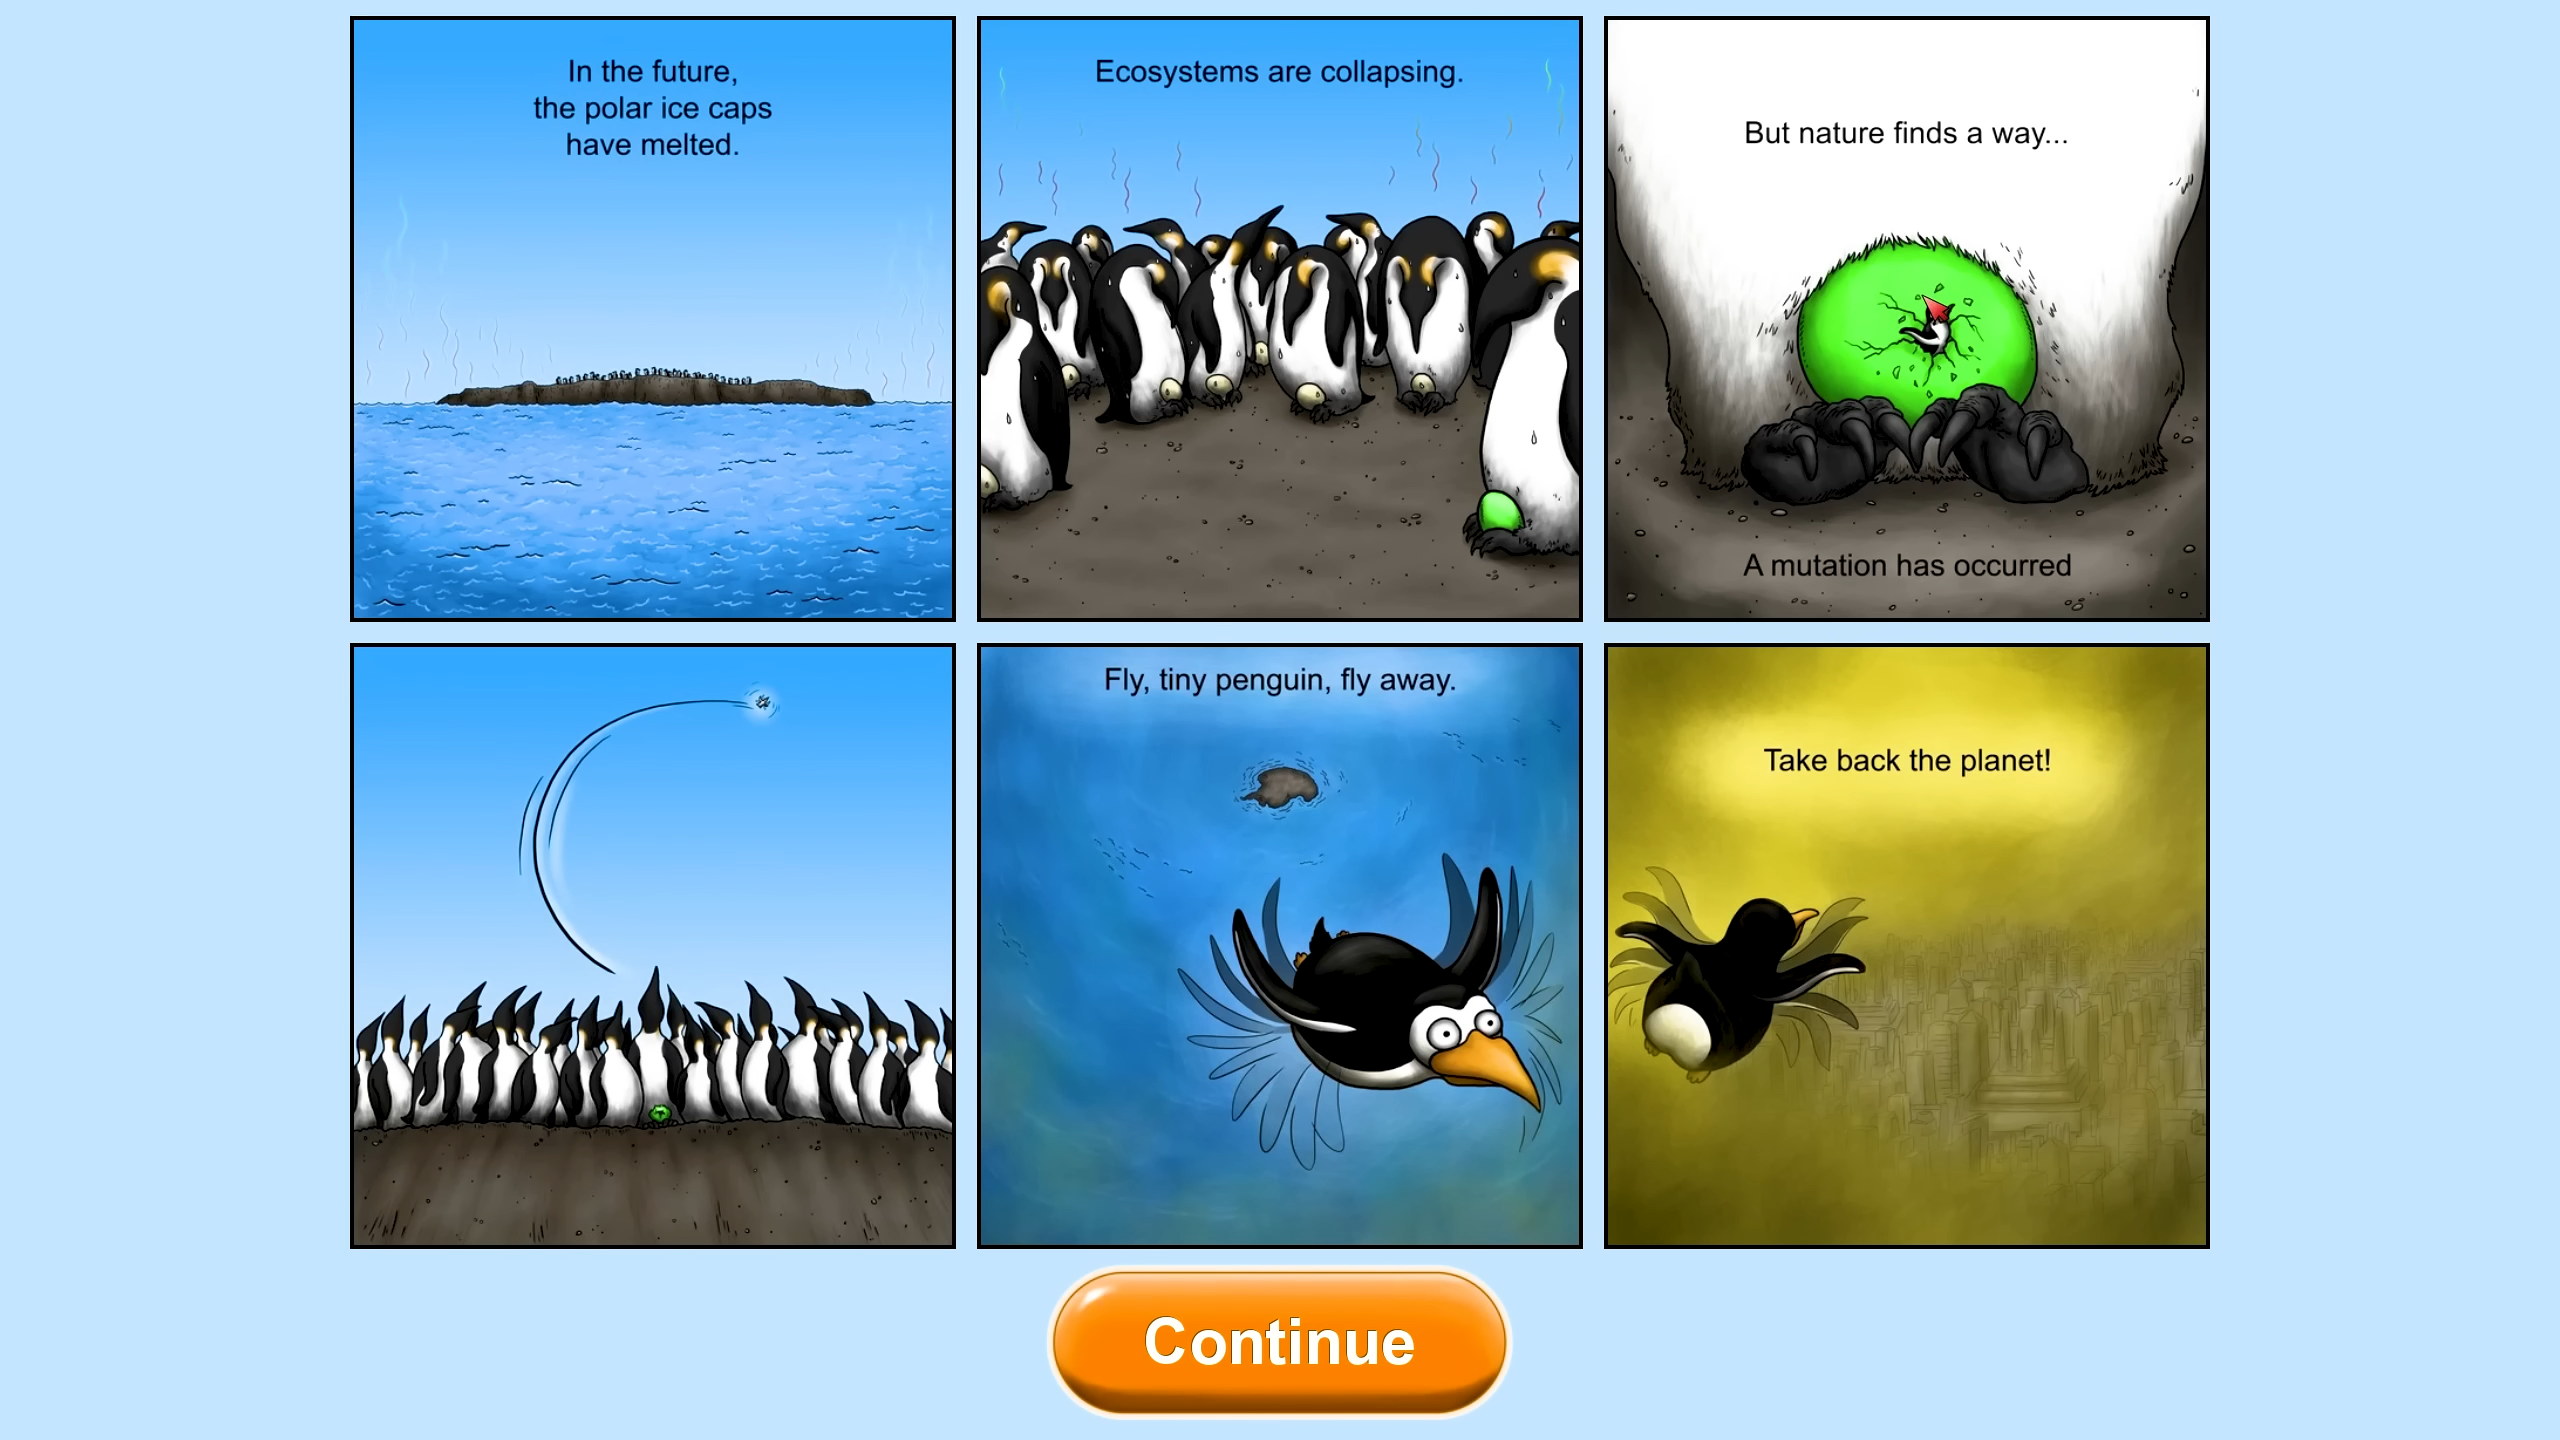 In the future,
the polar ice caps
have melted.
Ecosystems are collapsing.
But nature finds a way...
A mutation has occurred
Fly, tiny penguin, fly away.
Take back the planet!
Continue